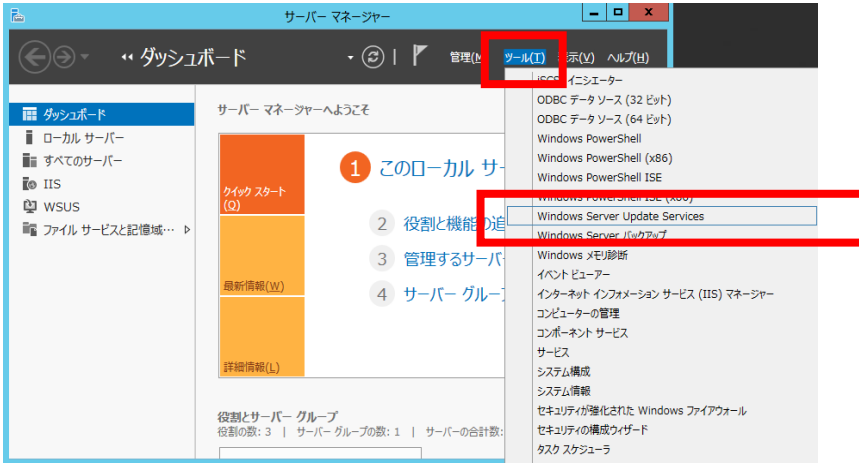 サーバー マネージャー
ダッシュボード
管理(M
ツール(T)
示(V)
ヘルプ(H)
ダッシュボード
ローカル サーバー
すべてのサーバー
IIS
WSUS
ファイル サービスと記憶域…
サーバー マネージャーへようこそ
クイック スタート
(Q)
最新情報(W)
詳細情報(L)
1 このローカル サー
2 役割と機能の追
3 管理するサーバ
4 サーバー グルー
役割とサーバー グループ
役割の数: 3 | サーバー グループの数: 1 | サーバーの合計数:
iSCSI イニシエーター
ODBC データ ソース (32 ビット)
ODBC データ ソース (64 ビット)
Windows PowerShell
Windows PowerShell (x86)
Windows PowerShell ISE
Windows PowerShell ISE (x86)
Windows Server Update Services
Windows Server バックアップ
Windows メモリ診断
イベント ビューアー
インターネット インフォメーション サービス (IIS) マネージャー
コンピューターの管理
コンポーネント サービス
サービス
システム構成
システム情報
セキュリティが強化された Windows ファイアウォール
セキュリティの構成ウィザード
タスク スケジューラ